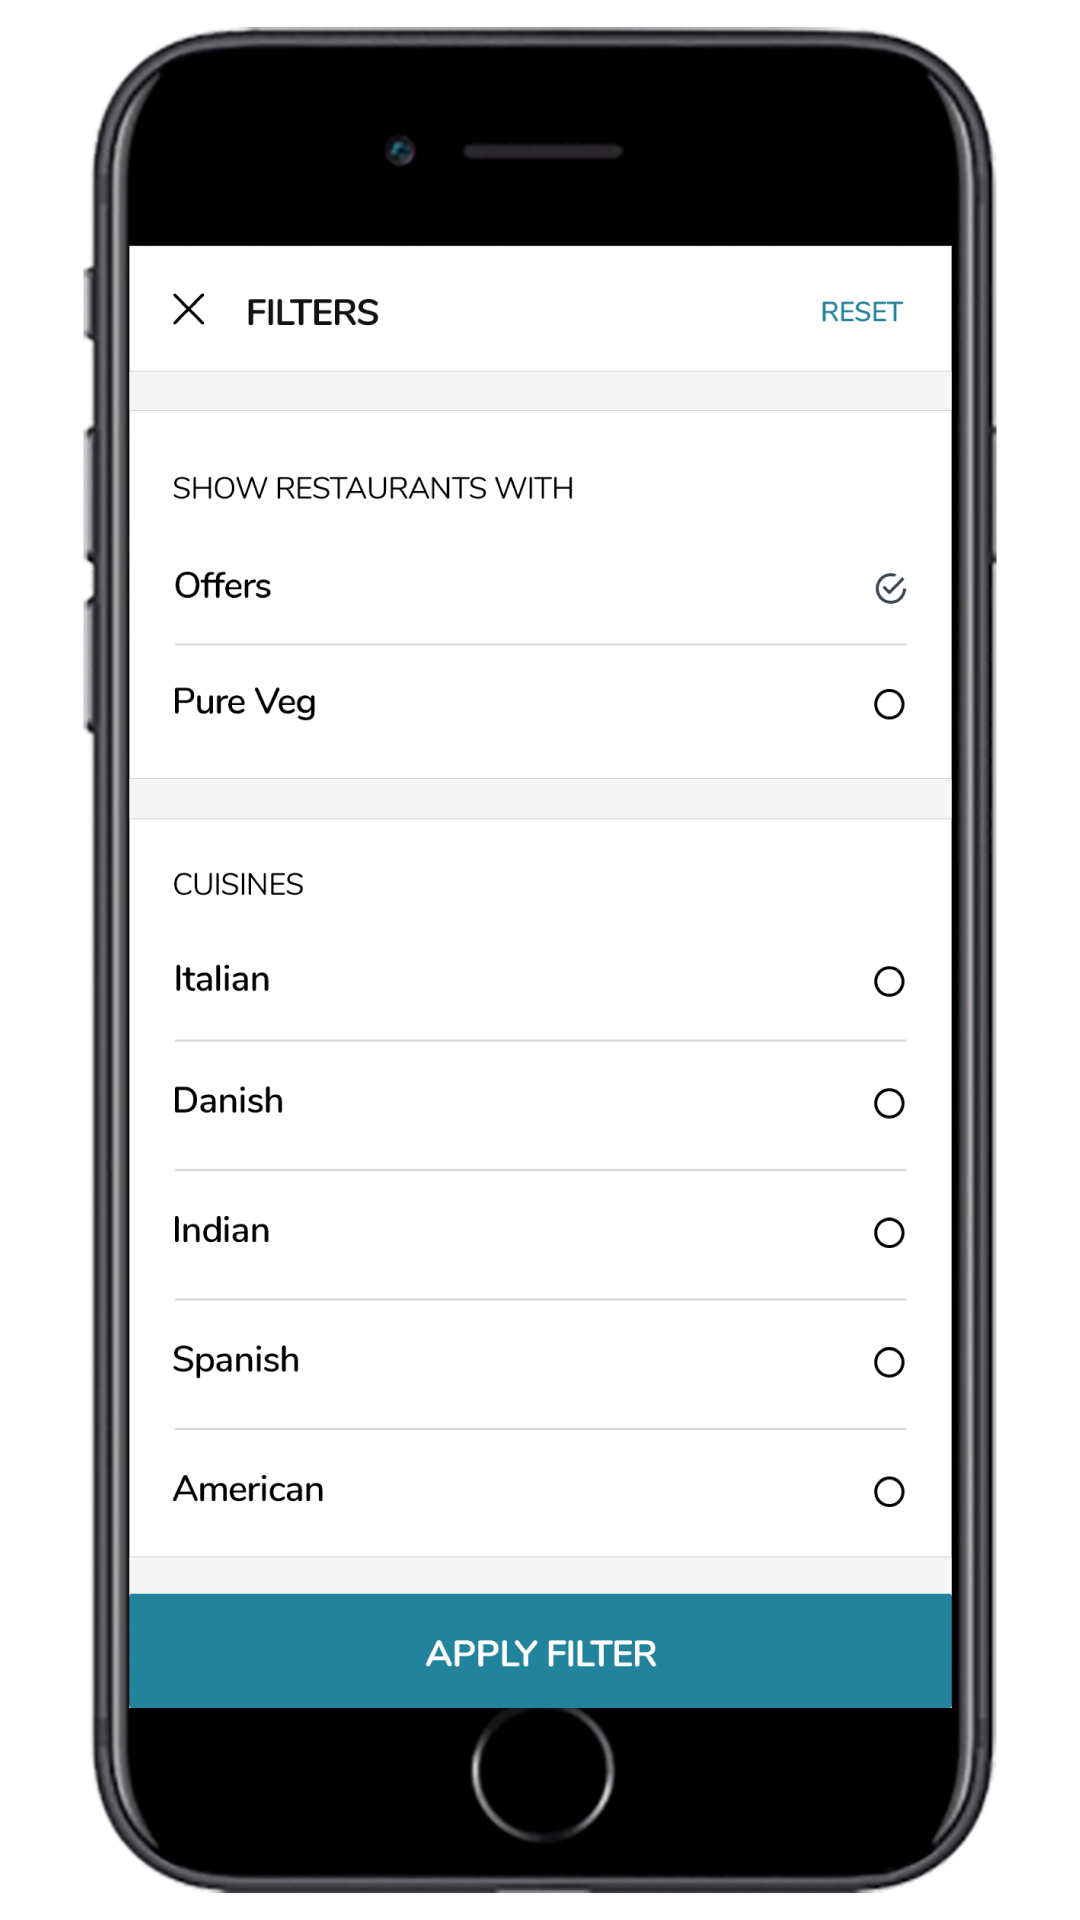 FILTERS RESET
SHOW RESTAURANTS WITH
Offers
Pure Veg
CUISINES
Italian
Danish
Indian
Spanish
American
APPLY FILTER